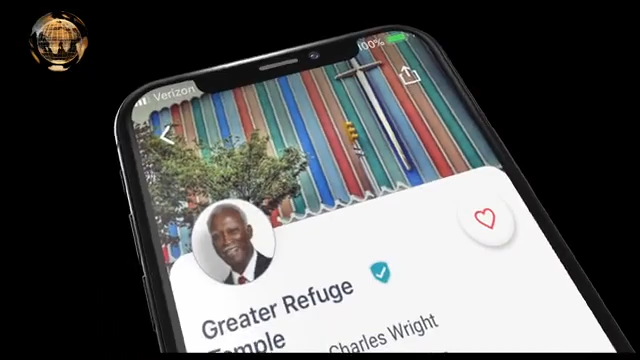 Verizon
100%
Greater Refuge
Temple
Charles Wright